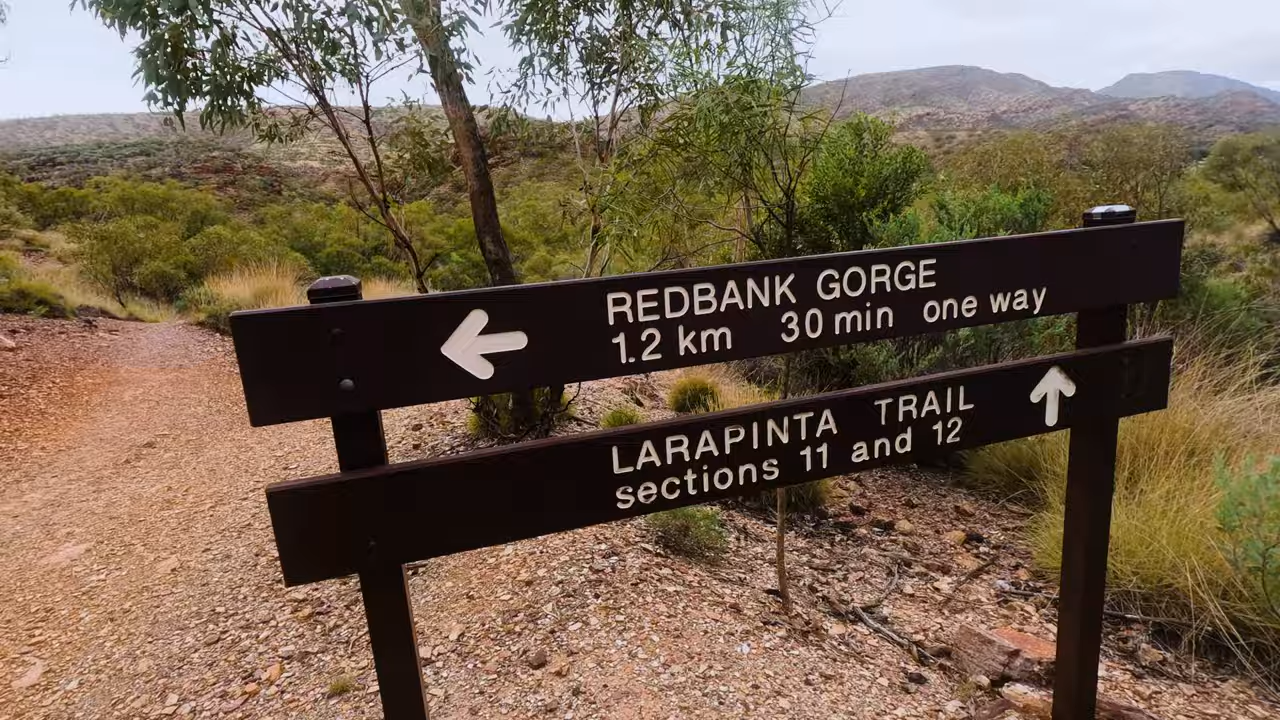 REDBANK GORGE
1.2 km 30 min one way
LARAPINTA TRAIL
sections 11 and 12